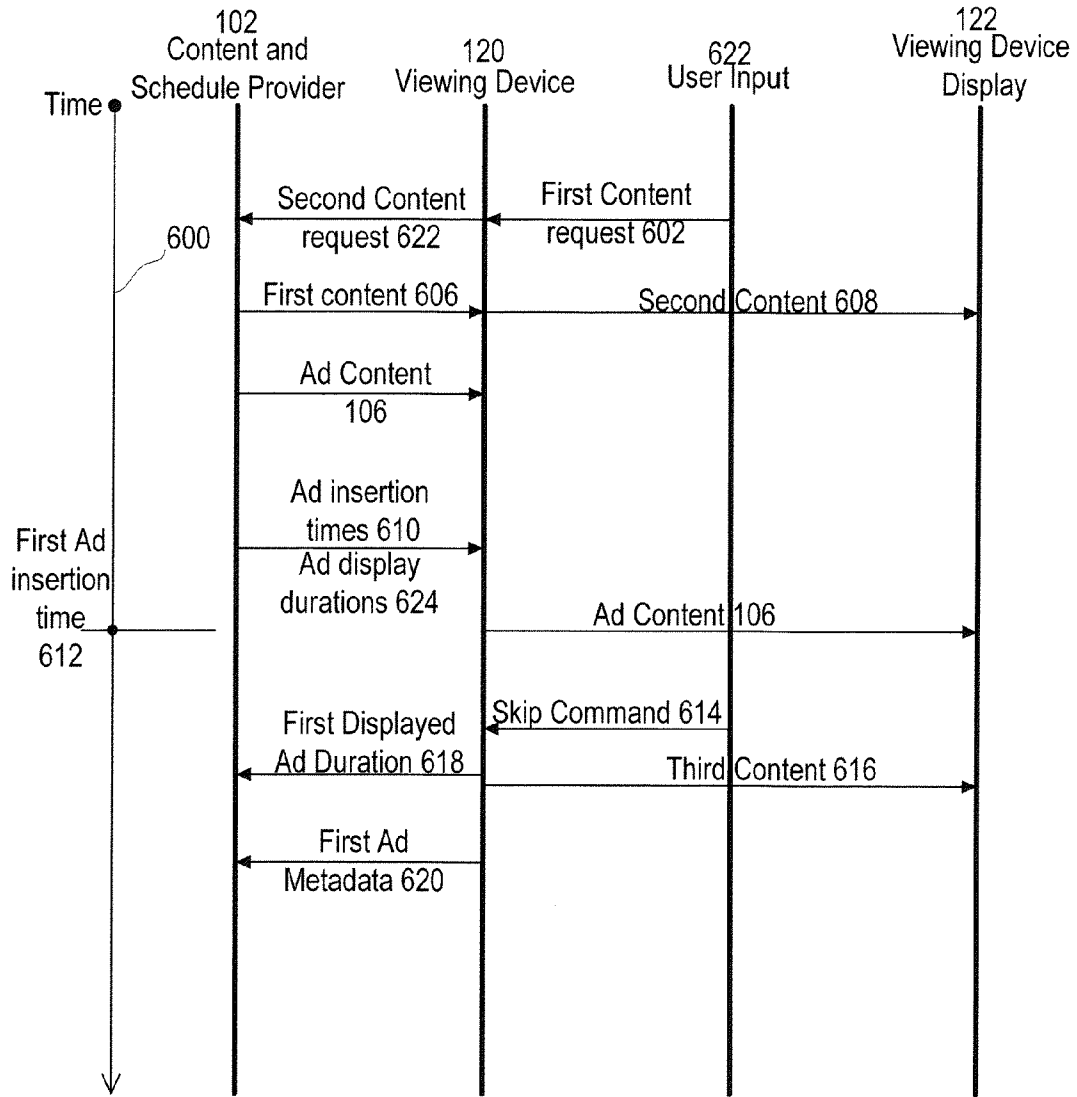 102
Content and
Schedule Provider
120
Viewing Device
622
User Input
122
Viewing Device
Display
Time
Second Content
request 622
First Content
request 602
600
First content 606
Second Content 608
Ad Content
106
Ad insertion
times 610
Ad display
durations 624
First Ad
insertion
time
612
Ad Content 106
Skip Command 614
First Displayed
Ad Duration 618
Third Content 616
First Ad
Metadata 620